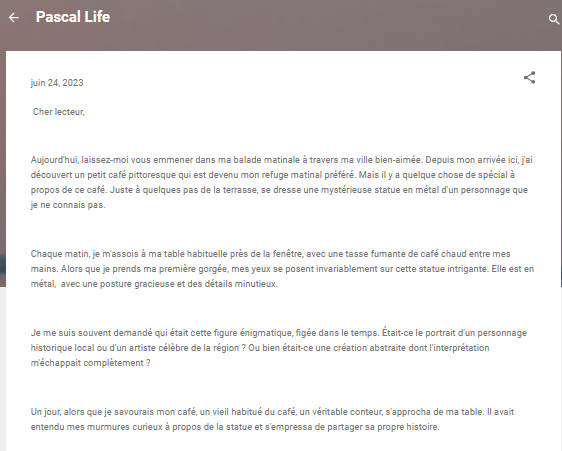 Pascal Life
juin 24, 2023
Cher lecteur,
Aujourd'hui, laissez-moi vous emmener dans ma balade matinale à travers ma ville bien-aimée. Depuis mon arrivée ici, j'ai
découvert un petit café pittoresque qui est devenu mon refuge matinal préféré. Mais il y a quelque chose de spécial à
propos de ce café. Juste à quelques pas de la terrasse, se dresse une mystérieuse statue en métal d'un personnage que
je ne connais pas.
Chaque matin, je m'assois à ma table habituelle près de la fenêtre, avec une tasse fumante de café chaud entre mes
mains. Alors que je prends ma première gorgée, mes yeux se posent invariablement sur cette statue intrigante. Elle est en
métal,  avec une posture gracieuse et des détails minutieux.
Je me suis souvent demandé qui était cette figure énigmatique, figée dans le temps. Était-ce le portrait d'un personnage
historique local ou d'un artiste célèbre de la région ? Ou bien était-ce une création abstraite dont l'interprétation
m'échappait complètement ?
Un jour, alors que je savourais mon café, un vieil habitué du café, un véritable conteur, s'approcha de ma table. Il avait
entendu mes murmures curieux à propos de la statue et s'empressa de partager sa propre histoire.